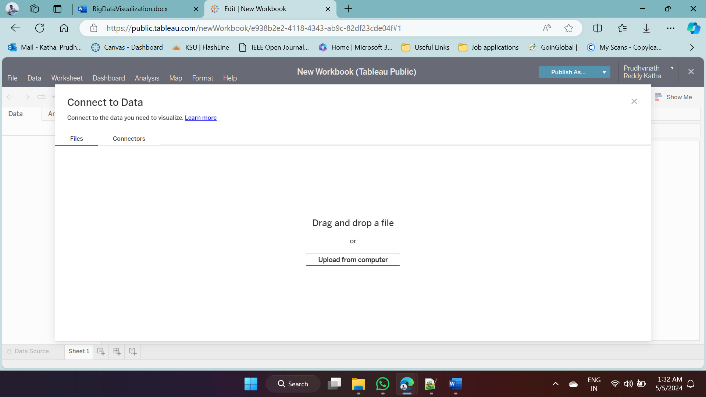 BigDataVisualization.docx
Edit | New Workbook
https://public.tableau.com/newWorkbook/e938b2e2-4118-4343-ab9c-82df23cde04f#1
Mail - Katha, Prudh...
Canvas - Dashboard
KSU | HashLine
IEEE Open Journal...
Home | Microsoft 3...
Useful Links
Job applications
GoinGlobal |
My Scans - Copylea...
File Data Worksheet Dashboard Analysis Map Format Help
New Workbook (Tableau Public)
Publish As...
Prudhvinath
Reddy Katha
Show Me
Data
Connect to Data
Connect to the data you need to visualize. Learn more
Files Connectors
Drag and drop a file
or
Upload from computer
Data Source
Sheet 1
Search
ENG
IN
1:32 AM
5/5/2024